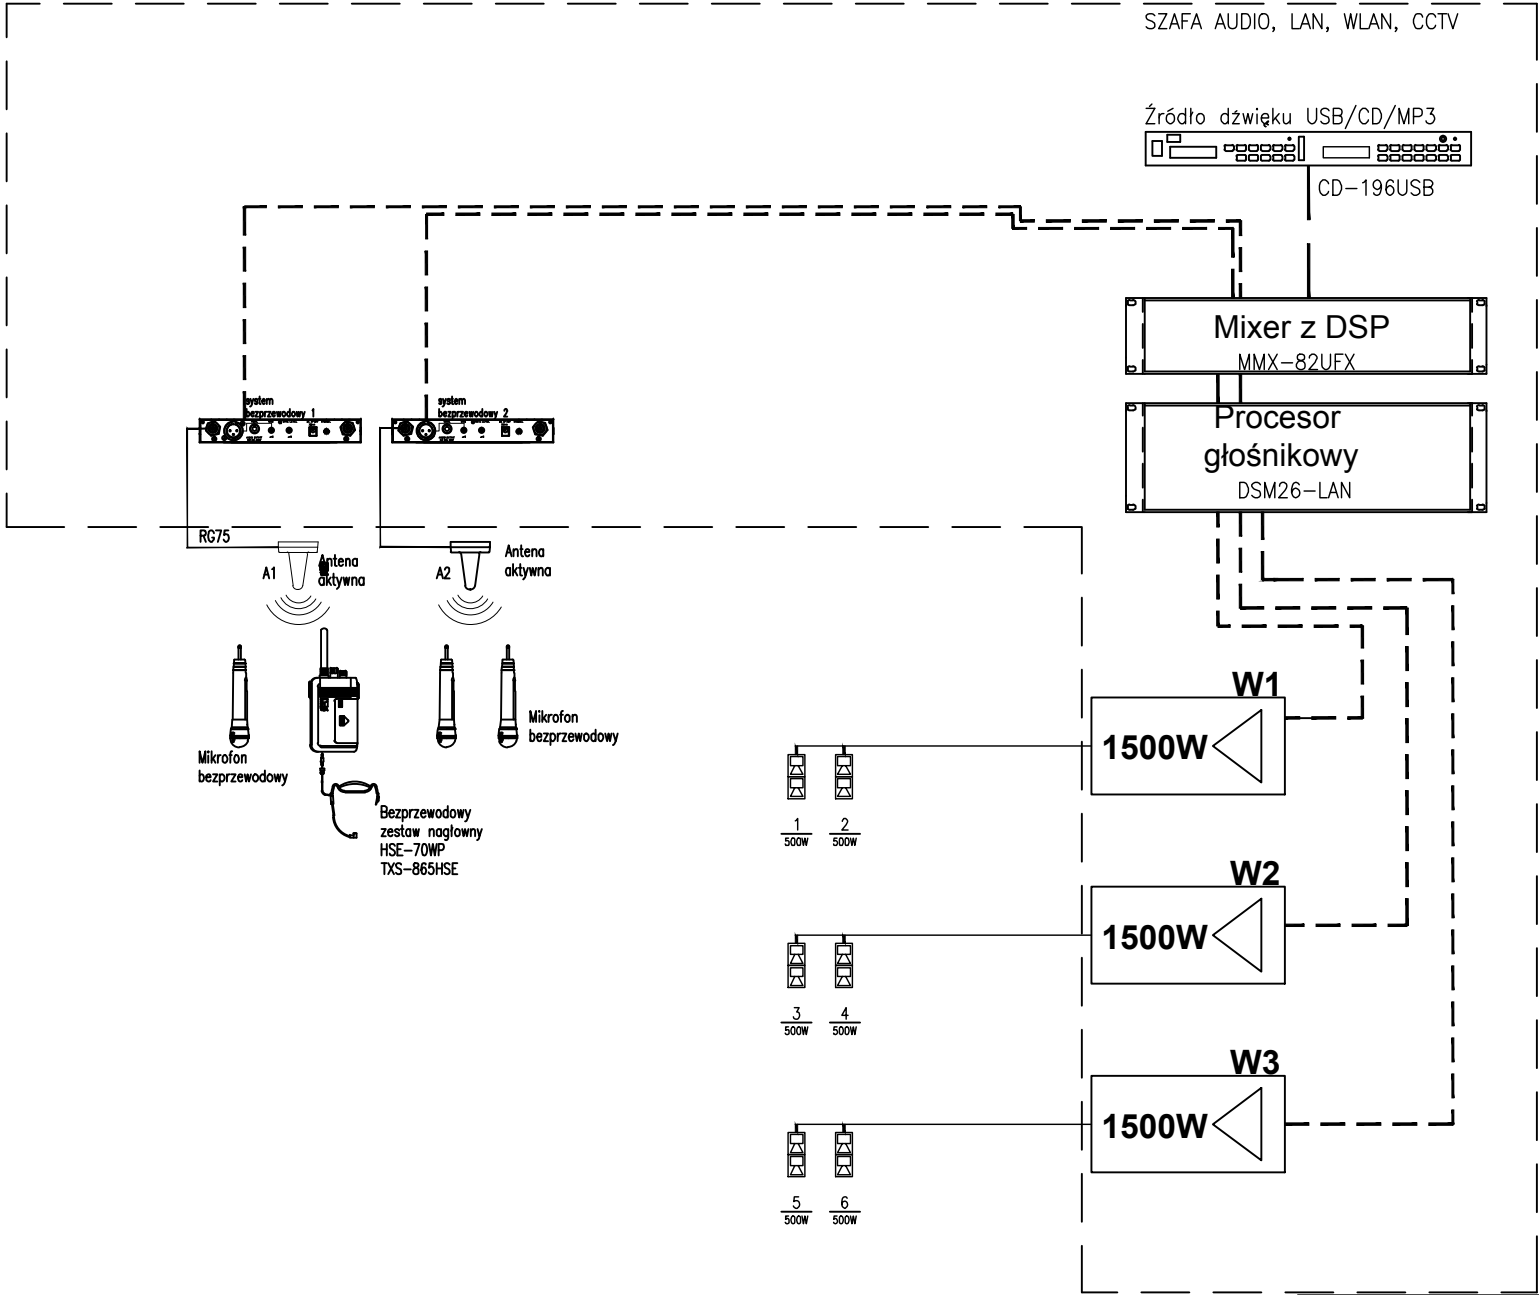 SZAFA AUDIO, LAN, WLAN, CCTV
Źródło dźwięku USB/CD/MP3
CD-196USB
Mixer z DSP
MMX-82UFX
Procesor
głośnikowy
DSM26-LAN
system
bezprzewodowy 1
system
bezprzewodowy 2
RG75
A1
Antena
aktywna
A2
Antena
aktywna
Mikrofon
bezprzewodowy
Mikrofon
bezprzewodowy
Bezprzewodowy
zestaw nagłowny
HSE-70WP
TXS-865HSE
W1
1500W
1
500W
2
500W
W2
1500W
3
500W
4
500W
W3
1500W
5
500W
6
500W